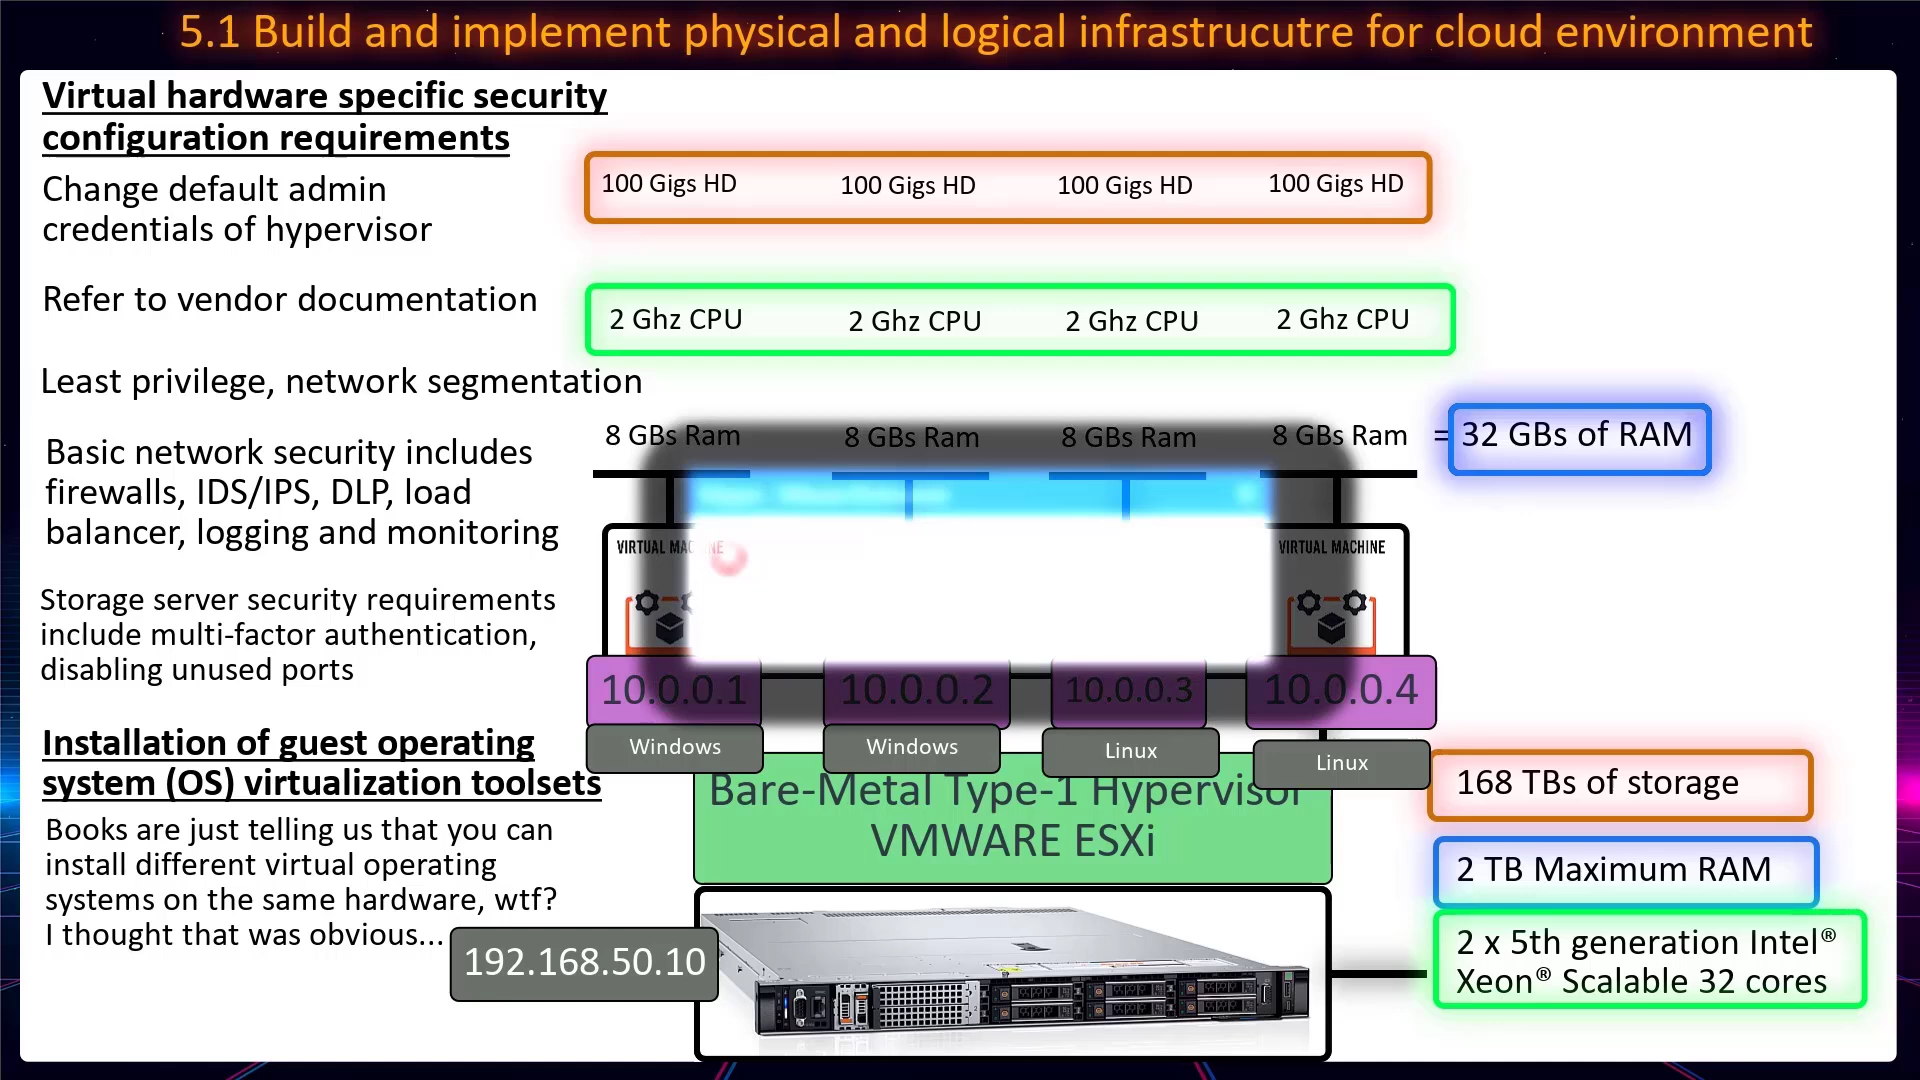 5.1 Build and implement physical and logical infrastrucutre for cloud environment
Virtual hardware specific security
configuration requirements
Change default admin
credentials of hypervisor
Refer to vendor documentation
Least privilege, network segmentation
Basic network security includes
firewalls, IDS/IPS, DLP, load
balancer, logging and monitoring
Storage server security requirements
include multi-factor authentication,
disabling unused ports
Installation of guest operating
system (OS) virtualization toolsets
Books are just telling us that you can
install different virtual operating
systems on the same hardware, wtf?
I thought that was obvious...
100 Gigs HD 100 Gigs HD 100 Gigs HD 100 Gigs HD
2 Ghz CPU 2 Ghz CPU 2 Ghz CPU 2 Ghz CPU
8 GBs Ram 8 GBs Ram 8 GBs Ram 8 GBs Ram = 32 GBs of RAM
VIRTUAL MACHINE VIRTUAL MACHINE
10.0.0.1 10.0.0.2 10.0.0.3 10.0.0.4
Windows Windows Linux Linux
Bare-Metal Type-1 Hypervisor
VMWARE ESXi
192.168.50.10
168 TBs of storage
2 TB Maximum RAM
2 x 5th generation Intel®
Xeon® Scalable 32 cores